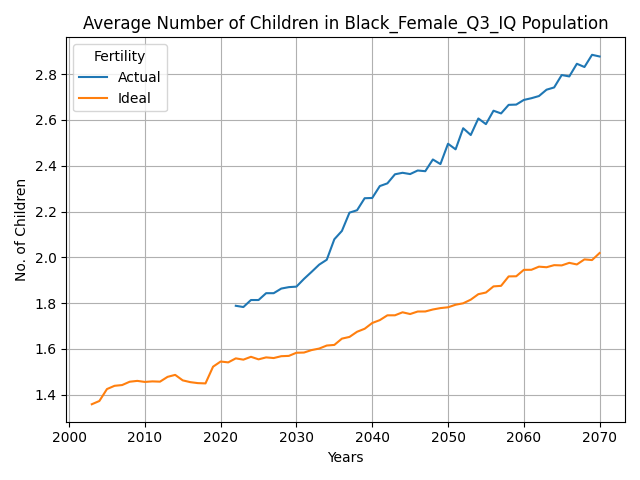 Average Number of Children in Black_Female_Q3_IQ Population
Fertility
Actual
Ideal
No. of Children
2.8
2.6
2.4
2.2
2.0
1.8
1.6
1.4
2000 2010 2020 2030 2040 2050 2060 2070
Years